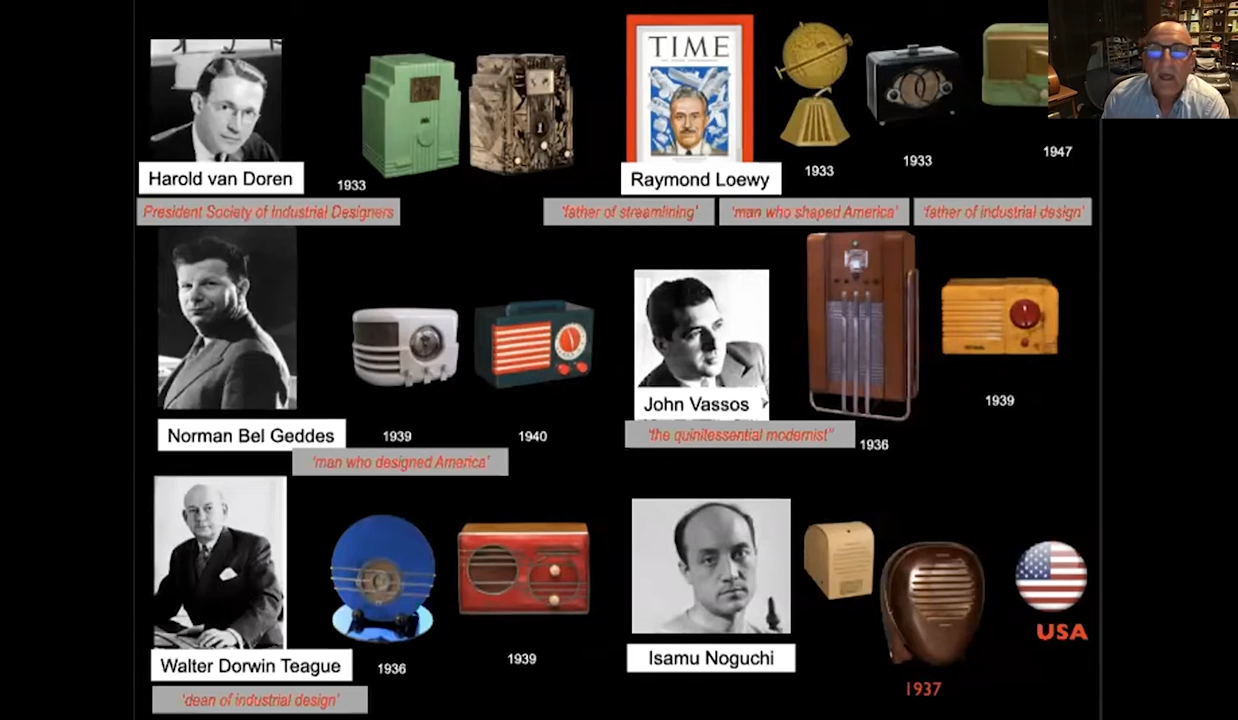 TIME
Harold van Doren
1933
Raymond Loewy
1933
1933
1947
President Society of Industrial Designers
'father of streamlining'
'man who shaped America'
'father of industrial design'
Norman Bel Geddes
1939
1940
'man who designed America'
John Vassos
'the quinitessential modernist"
1936
1939
Walter Dorwin Teague
1936
1939
'dean of industrial design'
Isamu Noguchi
1937
USA